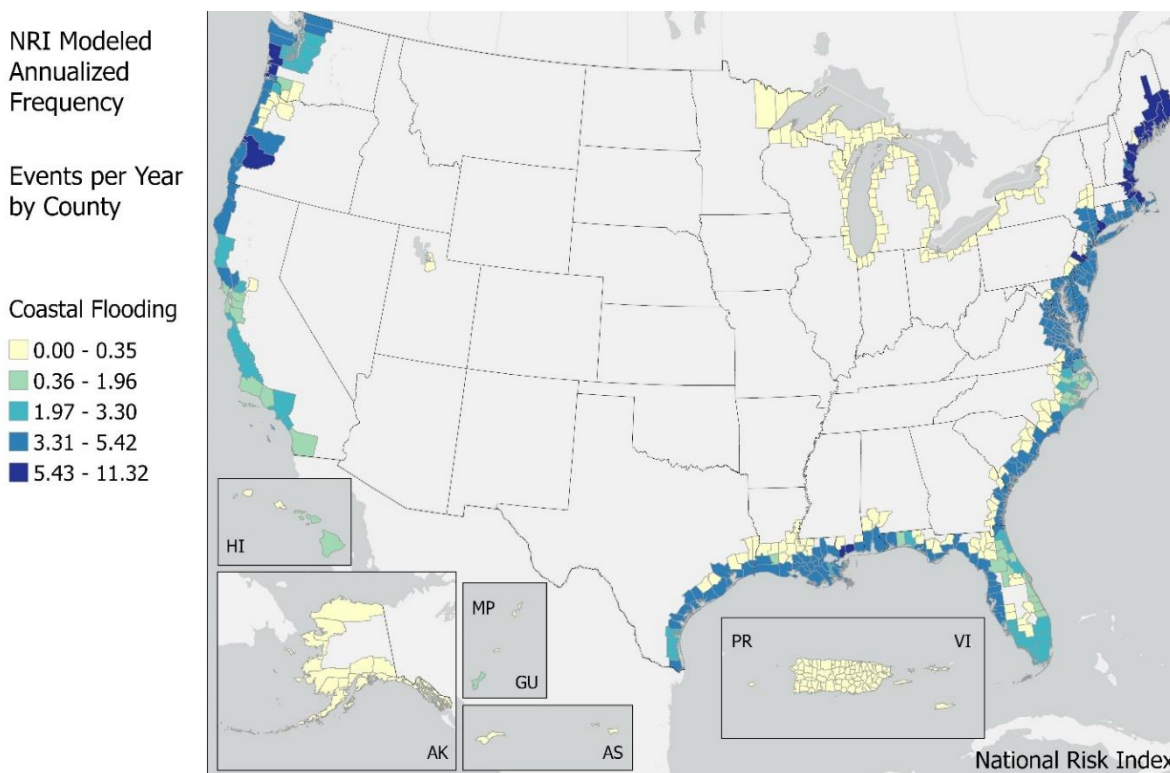 NRI Modeled
Annualized
Frequency
Events per Year
by County
Coastal Flooding
0.00 - 0.35
0.36 - 1.96
1.97 - 3.30
3.31 - 5.42
5.43 - 11.32
HI
AK
MP
GU
AS
PR
VI
National Risk Index